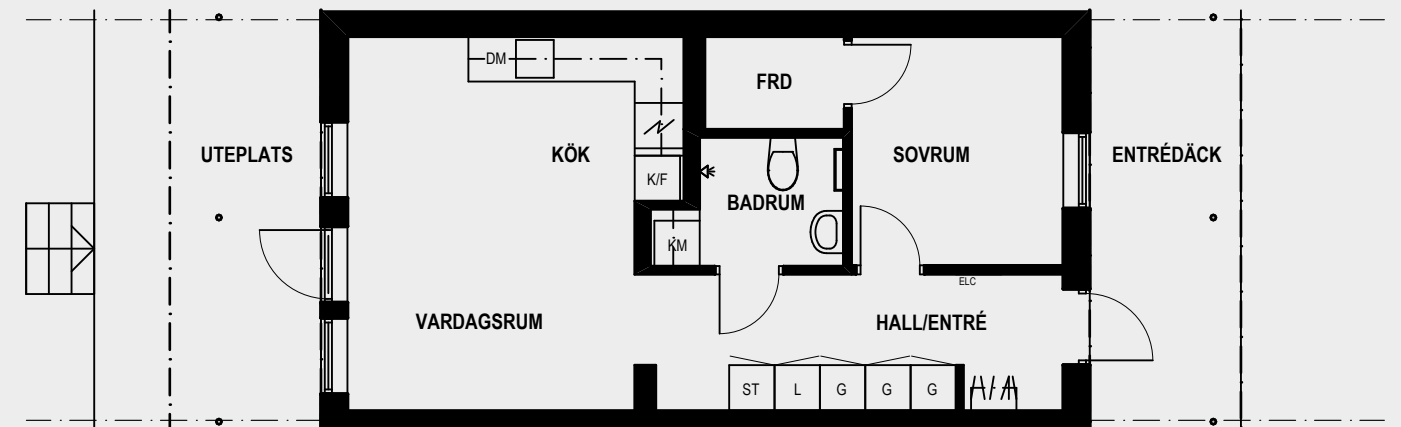 DM
FRD
UTEPLATS
KÖK
SOVRUM
ENTRÉDÄCK
K/F
BADRUM
KM
ELC
VARDAGSRUM
HALL/ENTRÉ
ST
L
G
G
G